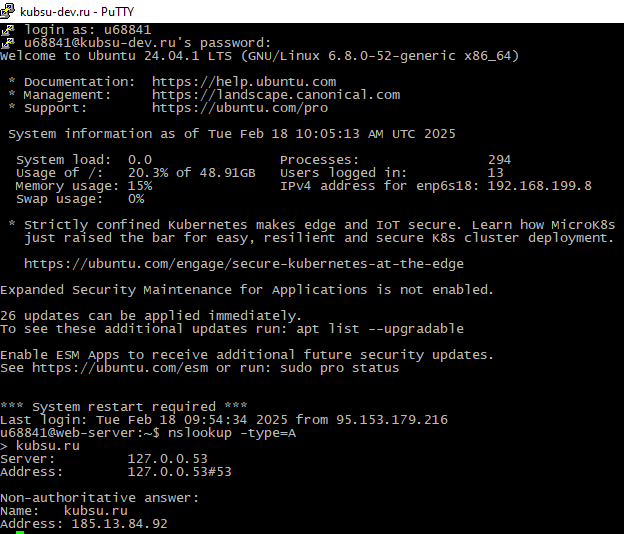 kubsu-dev.ru - PuTTY
login as: u68841
u68841@kubsu-dev.ru's password:
Welcome to Ubuntu 24.04.1 LTS (GNU/Linux 6.8.0-52-generic x86_64)
* Documentation:  https://help.ubuntu.com
* Management:     https://landscape.canonical.com
* Support:        https://ubuntu.com/pro
System information as of Tue Feb 18 10:05:13 AM UTC 2025
System load:  0.0                Processes:                294
Usage of /:   20.3% of 48.91GB   Users logged in:          13
Memory usage: 15%                IPv4 address for enp6s18: 192.168.199.8
Swap usage:   0%
* Strictly confined Kubernetes makes edge and IoT secure. Learn how MicroK8s
just raised the bar for easy, resilient and secure K8s cluster deployment.
https://ubuntu.com/engage/secure-kubernetes-at-the-edge
Expanded Security Maintenance for Applications is not enabled.
26 updates can be applied immediately.
To see these additional updates run: apt list --upgradable
Enable ESM Apps to receive additional future security updates.
See https://ubuntu.com/esm or run: sudo pro status
*** System restart required ***
Last login: Tue Feb 18 09:54:34 2025 from 95.153.179.216
u68841@web-server:~$ nslookup -type=A
> kubsu.ru
Server:         127.0.0.53
Address:        127.0.0.53#53
Non-authoritative answer:
Name:   kubsu.ru
Address: 185.13.84.92